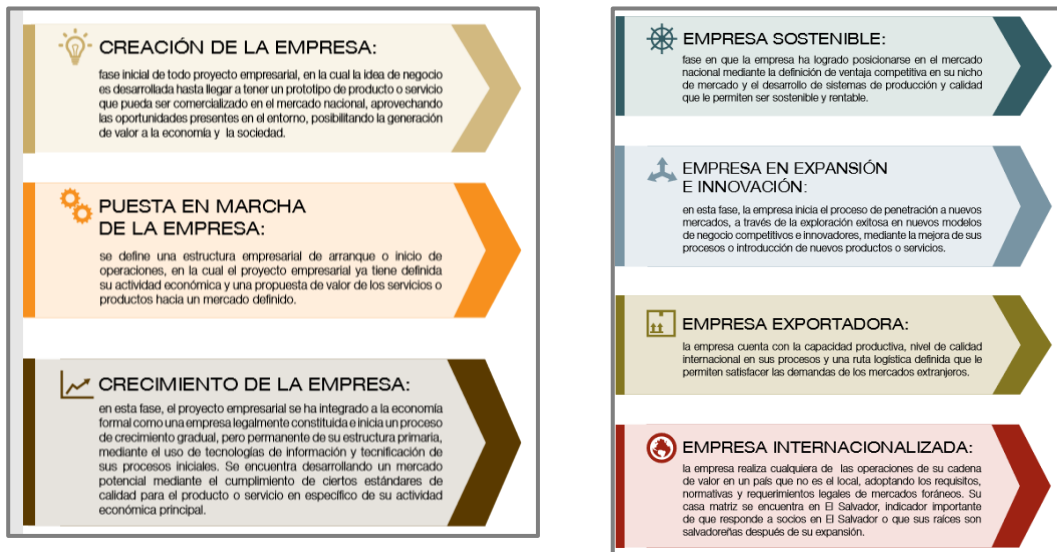 CREACIÓN DE LA EMPRESA:
fase inicial de todo proyecto empresarial, en la cual la idea de negocio
es desarrollada hasta llegar a tener un prototipo de producto o servicio
que pueda ser comercializado en el mercado nacional, aprovechando
las oportunidades presentes en el entorno, posibilitando la generación
de valor a la economía y la sociedad.
PUESTA EN MARCHA
DE LA EMPRESA:
se define una estructura empresarial de arranque o inicio de
operaciones, en la cual el proyecto empresarial ya tiene definida
su actividad económica y una propuesta de valor de los servicios o
productos hacia un mercado definido.
CRECIMIENTO DE LA EMPRESA:
en esta fase, el proyecto empresarial se ha integrado a la economía
formal como una empresa legalmente constituida e inicia un proceso
de crecimiento gradual, pero permanente de su estructura primaria,
mediante el uso de tecnologías de información y tecnificación de
sus procesos iniciales. Se encuentra desarrollando un mercado
potencial mediante el cumplimiento de ciertos estándares de
calidad para el producto o servicio en específico de su actividad
económica principal.
EMPRESA SOSTENIBLE:
fase en que la empresa ha logrado posicionarse en el mercado
nacional mediante la definición de ventaja competitiva en su nicho
de mercado y el desarrollo de sistemas de producción y calidad
que le permiten ser sostenible y rentable.
EMPRESA EN EXPANSIÓN
E INNOVACIÓN:
en esta fase, la empresa inicia el proceso de penetración a nuevos
mercados, a través de la exploración exitosa en nuevos modelos
de negocio competitivos e innovadores, mediante la mejora de sus
procesos o introducción de nuevos productos o servicios.
EMPRESA EXPORTADORA:
la empresa cuenta con la capacidad productiva, nivel de calidad
internacional en sus procesos y una ruta logística definida que le
permiten satisfacer las demandas de los mercados extranjeros.
EMPRESA INTERNACIONALIZADA:
la empresa realiza cualquiera de las operaciones de su cadena
de valor en un país que no es el local, adoptando los requisitos,
normativas y requerimientos legales de mercados foráneos. Su
casa matriz se encuentra en El Salvador, indicador importante
de que responde a socios en El Salvador o que sus raíces son
salvadoreñas después de su expansión.